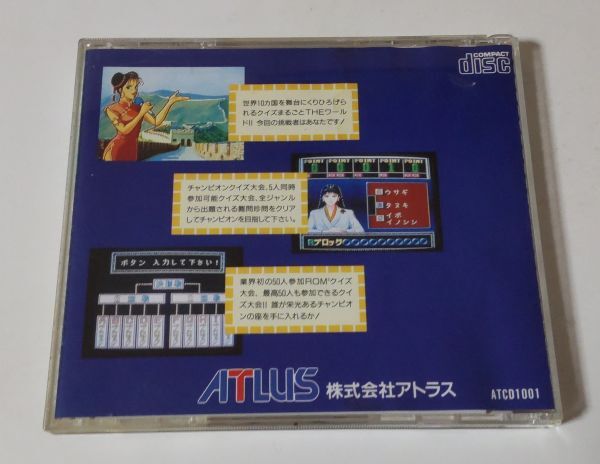 COMPACT
disc
世界10カ国を舞台にくりひろげら
れるクイズまるごとTHEワール
ド!! 今回の挑戦者はあなたです!
チャンピオンクイズ大会、5人同時
参加可能クイズ大会、全ジャンル
から出題される難問珍問をクリア
してチャンピオンを目指して下さい。
POINT POINT POINT POINT POINT
0 0 0 1 0
ウサギ
タヌキ
イボ
イノシシ
Bブロック
ボタン 入力して下さい!
業界初の50人参加ROM²クイズ
大会、最高50人も参加できるクイ
ズ大会!! 誰が栄光あるチャンピオ
ンの座を手に入れるか!
ATLUS 株式会社アトラス
ATCD1001